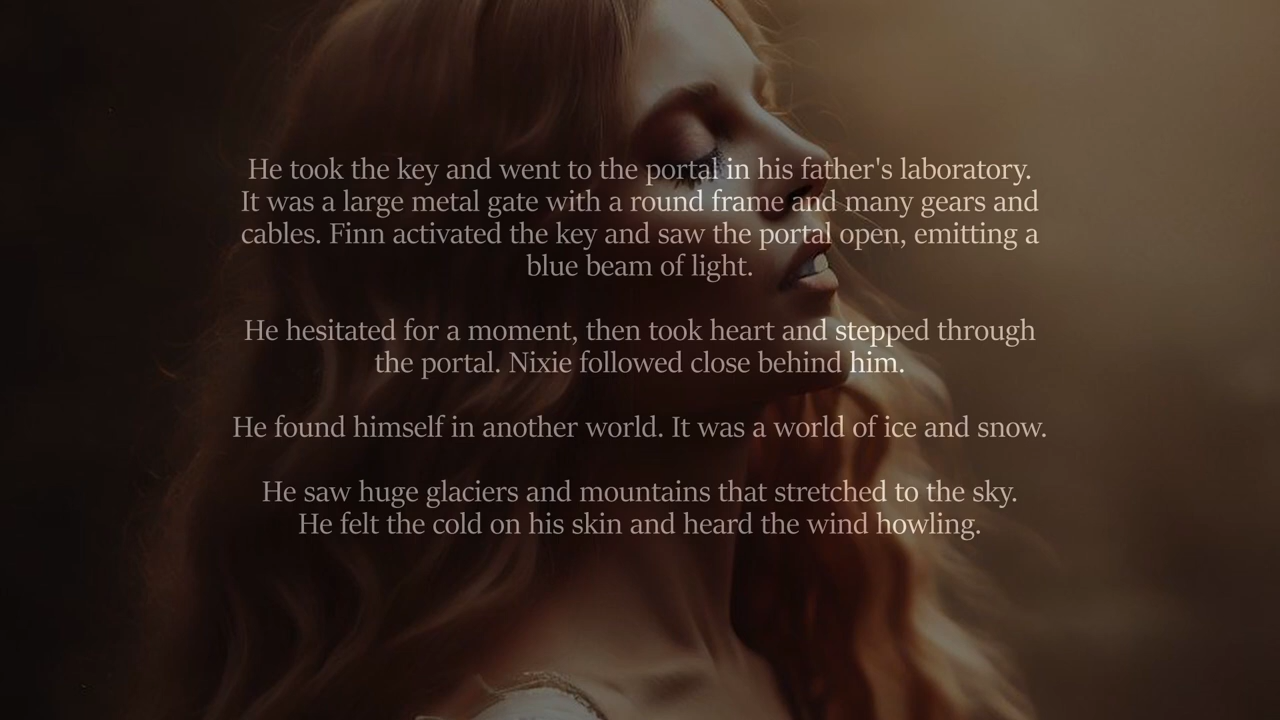 He took the key and went to the portal in his father's laboratory.
It was a large metal gate with a round frame and many gears and
cables. Finn activated the key and saw the portal open, emitting a
blue beam of light.
He hesitated for a moment, then took heart and stepped through
the portal. Nixie followed close behind him.
He found himself in another world. It was a world of ice and snow.
He saw huge glaciers and mountains that stretched to the sky.
He felt the cold on his skin and heard the wind howling.